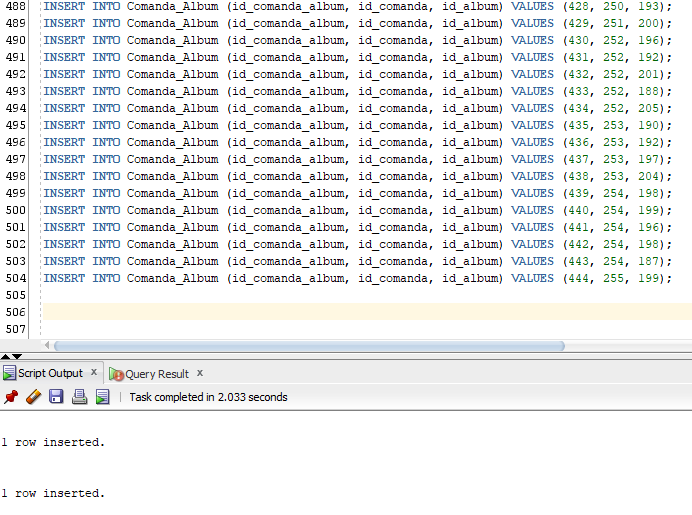 488 INSERT INTO Comanda_Album (id_comanda_album, id_comanda, id_album) VALUES (428, 250, 193);
489 INSERT INTO Comanda_Album (id_comanda_album, id_comanda, id_album) VALUES (429, 251, 200);
490 INSERT INTO Comanda_Album (id_comanda_album, id_comanda, id_album) VALUES (430, 252, 196);
491 INSERT INTO Comanda_Album (id_comanda_album, id_comanda, id_album) VALUES (431, 252, 192);
492 INSERT INTO Comanda_Album (id_comanda_album, id_comanda, id_album) VALUES (432, 252, 201);
493 INSERT INTO Comanda_Album (id_comanda_album, id_comanda, id_album) VALUES (433, 252, 188);
494 INSERT INTO Comanda_Album (id_comanda_album, id_comanda, id_album) VALUES (434, 252, 205);
495 INSERT INTO Comanda_Album (id_comanda_album, id_comanda, id_album) VALUES (435, 253, 190);
496 INSERT INTO Comanda_Album (id_comanda_album, id_comanda, id_album) VALUES (436, 253, 192);
497 INSERT INTO Comanda_Album (id_comanda_album, id_comanda, id_album) VALUES (437, 253, 197);
498 INSERT INTO Comanda_Album (id_comanda_album, id_comanda, id_album) VALUES (438, 253, 204);
499 INSERT INTO Comanda_Album (id_comanda_album, id_comanda, id_album) VALUES (439, 254, 198);
500 INSERT INTO Comanda_Album (id_comanda_album, id_comanda, id_album) VALUES (440, 254, 199);
501 INSERT INTO Comanda_Album (id_comanda_album, id_comanda, id_album) VALUES (441, 254, 196);
502 INSERT INTO Comanda_Album (id_comanda_album, id_comanda, id_album) VALUES (442, 254, 198);
503 INSERT INTO Comanda_Album (id_comanda_album, id_comanda, id_album) VALUES (443, 254, 187);
504 INSERT INTO Comanda_Album (id_comanda_album, id_comanda, id_album) VALUES (444, 255, 199);
505
506
507
Script Output x Query Result x
Task completed in 2.033 seconds
1 row inserted.
1 row inserted.